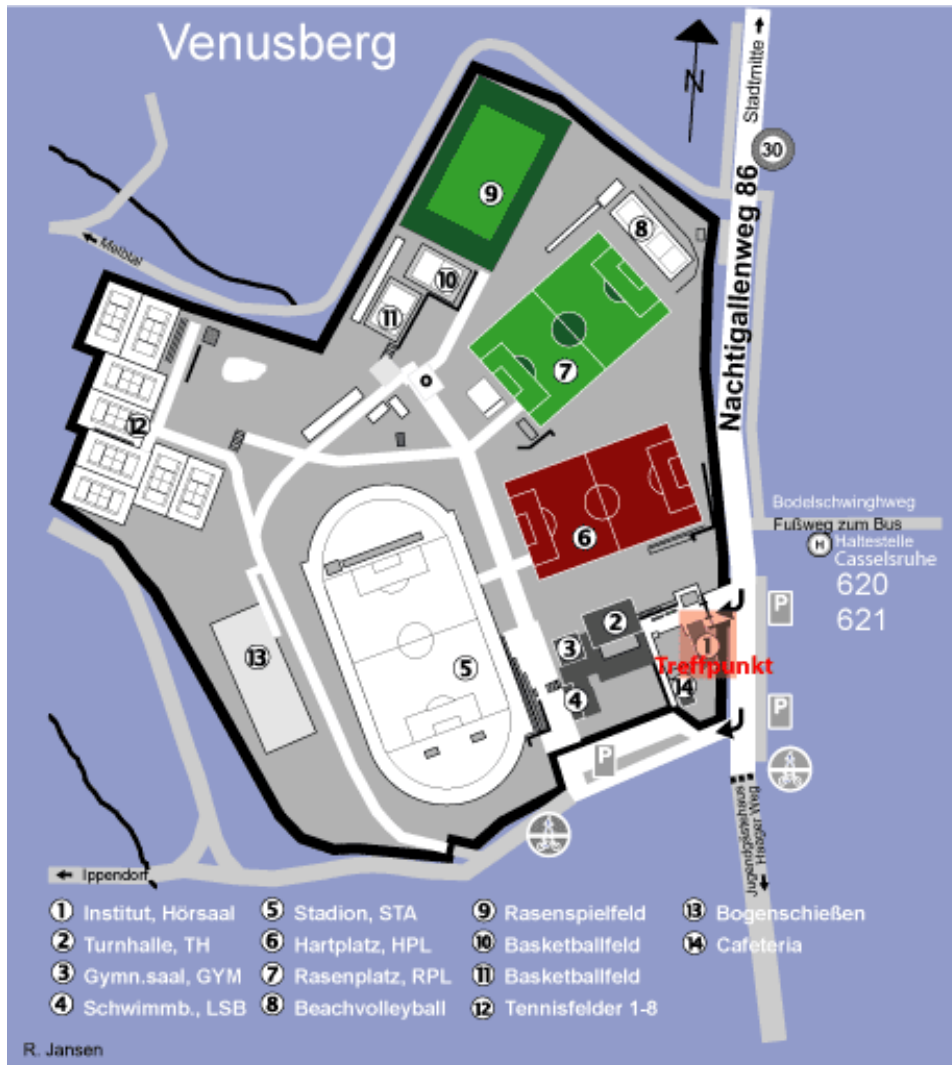 Venusberg
N
Stadtmitte
30
Nachtigallenweg 86
9
8
Melbtal
10
11
7
12
Bodelschwinghweg
Fußweg zum Bus
H Haltestelle
Casselsruhe
620
621
6
P
2
1
3
13
Treffpunkt
5
14
4
P
P
Haager Weg
Jugendgästehaus
Ippendorf
1 Institut, Hörsaal
2 Turnhalle, TH
3 Gymn.saal, GYM
4 Schwimmb., LSB
5 Stadion, STA
6 Hartplatz, HPL
7 Rasenplatz, RPL
8 Beachvolleyball
9 Rasenspielfeld
10 Basketballfeld
11 Basketballfeld
12 Tennisfelder 1-8
13 Bogenschießen
14 Cafeteria
R. Jansen